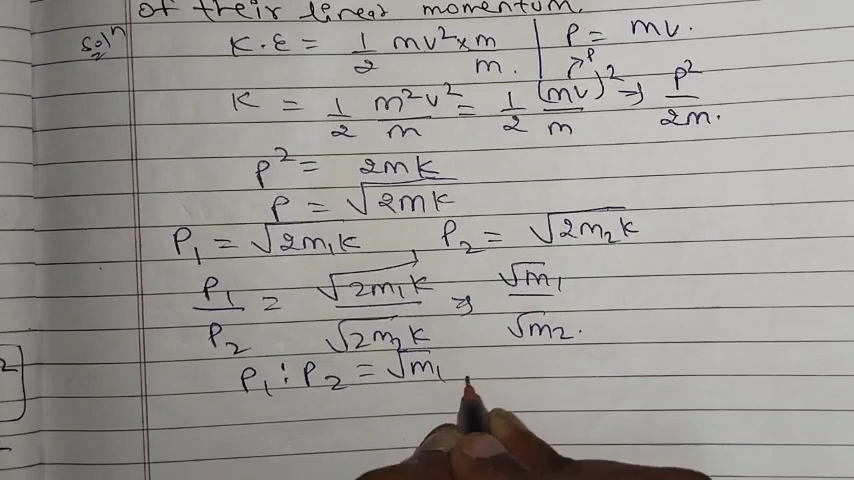 of their linear momentum.
Solⁿ K.E = 1/2 mv² × m/m. | P = mv.
K = 1/2 m²v²/m = 1/2 (mv)²/m ⇒ P²/2m.
P
P² = 2mK
P = √2mK
P₁ = √2m₁K , P₂ = √2m₂K
P₁/P₂ = √2m₁K/√2m₂K ⇒ √m₁/√m₂.
P₁ : P₂ = √m₁
2